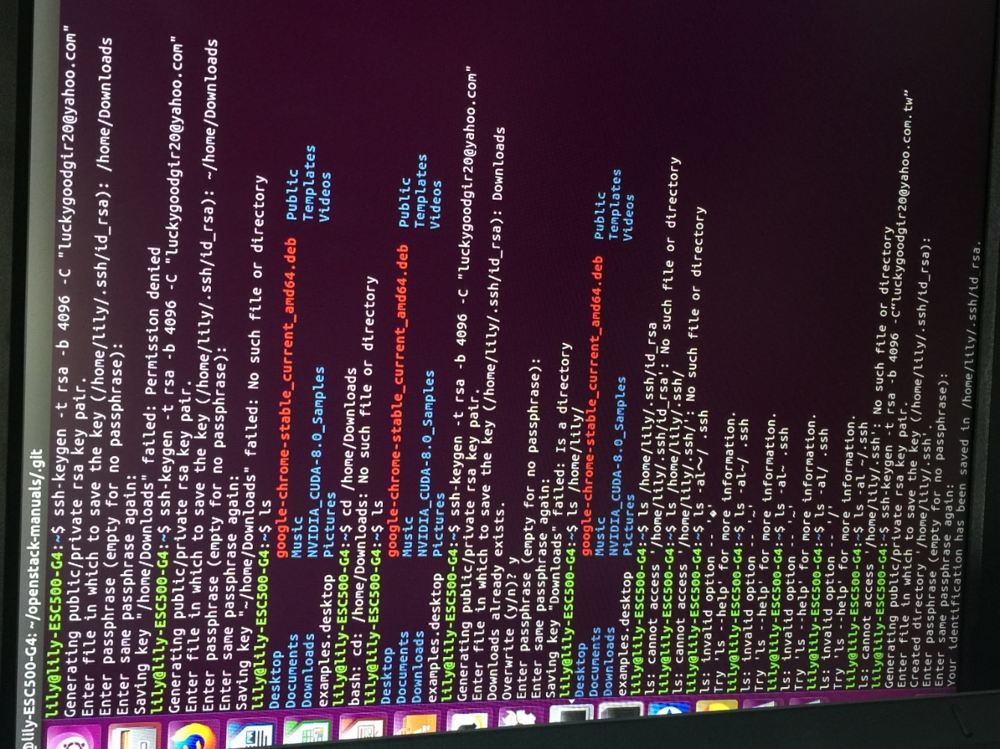 @lily-ESC500-G4: ~/openstack-manuals/.git
lily@lily-ESC500-G4:~$ ssh-keygen -t rsa -b 4096 -C "luckygoodgir20@yahoo.com"
Generating public/private rsa key pair.
Enter file in which to save the key (/home/lily/.ssh/id_rsa): /home/Downloads
Enter passphrase (empty for no passphrase):
Enter same passphrase again:
Saving key "/home/Downloads" failed: Permission denied
lily@lily-ESC500-G4:~$ ssh-keygen -t rsa -b 4096 -C "luckygoodgir20@yahoo.com"
Generating public/private rsa key pair.
Enter file in which to save the key (/home/lily/.ssh/id_rsa): ~/home/Downloads
Enter passphrase (empty for no passphrase):
Enter same passphrase again:
Saving key "~/home/Downloads" failed: No such file or directory
lily@lily-ESC500-G4:~$ ls
Desktop google-chrome-stable_current_amd64.deb Public
Documents Music Templates
Downloads NVIDIA_CUDA-8.0_Samples Videos
examples.desktop Pictures
lily@lily-ESC500-G4:~$ cd /home/Downloads
bash: cd: /home/Downloads: No such file or directory
lily@lily-ESC500-G4:~$ ls
Desktop google-chrome-stable_current_amd64.deb Public
Documents Music Templates
Downloads NVIDIA_CUDA-8.0_Samples Videos
examples.desktop Pictures
lily@lily-ESC500-G4:~$ ssh-keygen -t rsa -b 4096 -C "luckygoodgir20@yahoo.com"
Generating public/private rsa key pair.
Enter file in which to save the key (/home/lily/.ssh/id_rsa): Downloads
Downloads already exists.
Overwrite (y/n)? y
Enter passphrase (empty for no passphrase):
Enter same passphrase again:
Saving key "Downloads" failed: Is a directory
lily@lily-ESC500-G4:~$ ls /home/lily/
Desktop google-chrome-stable_current_amd64.deb Public
Documents Music Templates
Downloads NVIDIA_CUDA-8.0_Samples Videos
examples.desktop Pictures
lily@lily-ESC500-G4:~$ ls /home/lily/.ssh/id_rsa
ls: cannot access '/home/lily/.ssh/id_rsa': No such file or directory
lily@lily-ESC500-G4:~$ ls /home/lily/.ssh/
ls: cannot access '/home/lily/.ssh/': No such file or directory
lily@lily-ESC500-G4:~$ ls -al～/ .ssh
ls: invalid option -- '�'
Try 'ls --help' for more information.
lily@lily-ESC500-G4:~$ ls -al~/ .ssh
ls: invalid option -- '~'
Try 'ls --help' for more information.
lily@lily-ESC500-G4:~$ ls -al~ .ssh
ls: invalid option -- '~'
Try 'ls --help' for more information.
lily@lily-ESC500-G4:~$ ls -al/ .ssh
ls: invalid option -- '/'
Try 'ls --help' for more information.
lily@lily-ESC500-G4:~$ ls -al ~/.ssh
ls: cannot access '/home/lily/.ssh': No such file or directory
lily@lily-ESC500-G4:~$ ssh-keygen -t rsa -b 4096 -C“luckygoodgir20@yahoo.com.tw”
Generating public/private rsa key pair.
Enter file in which to save the key (/home/lily/.ssh/id_rsa):
Created directory '/home/lily/.ssh'.
Enter passphrase (empty for no passphrase):
Enter same passphrase again:
Your identification has been saved in /home/lily/.ssh/id_rsa.